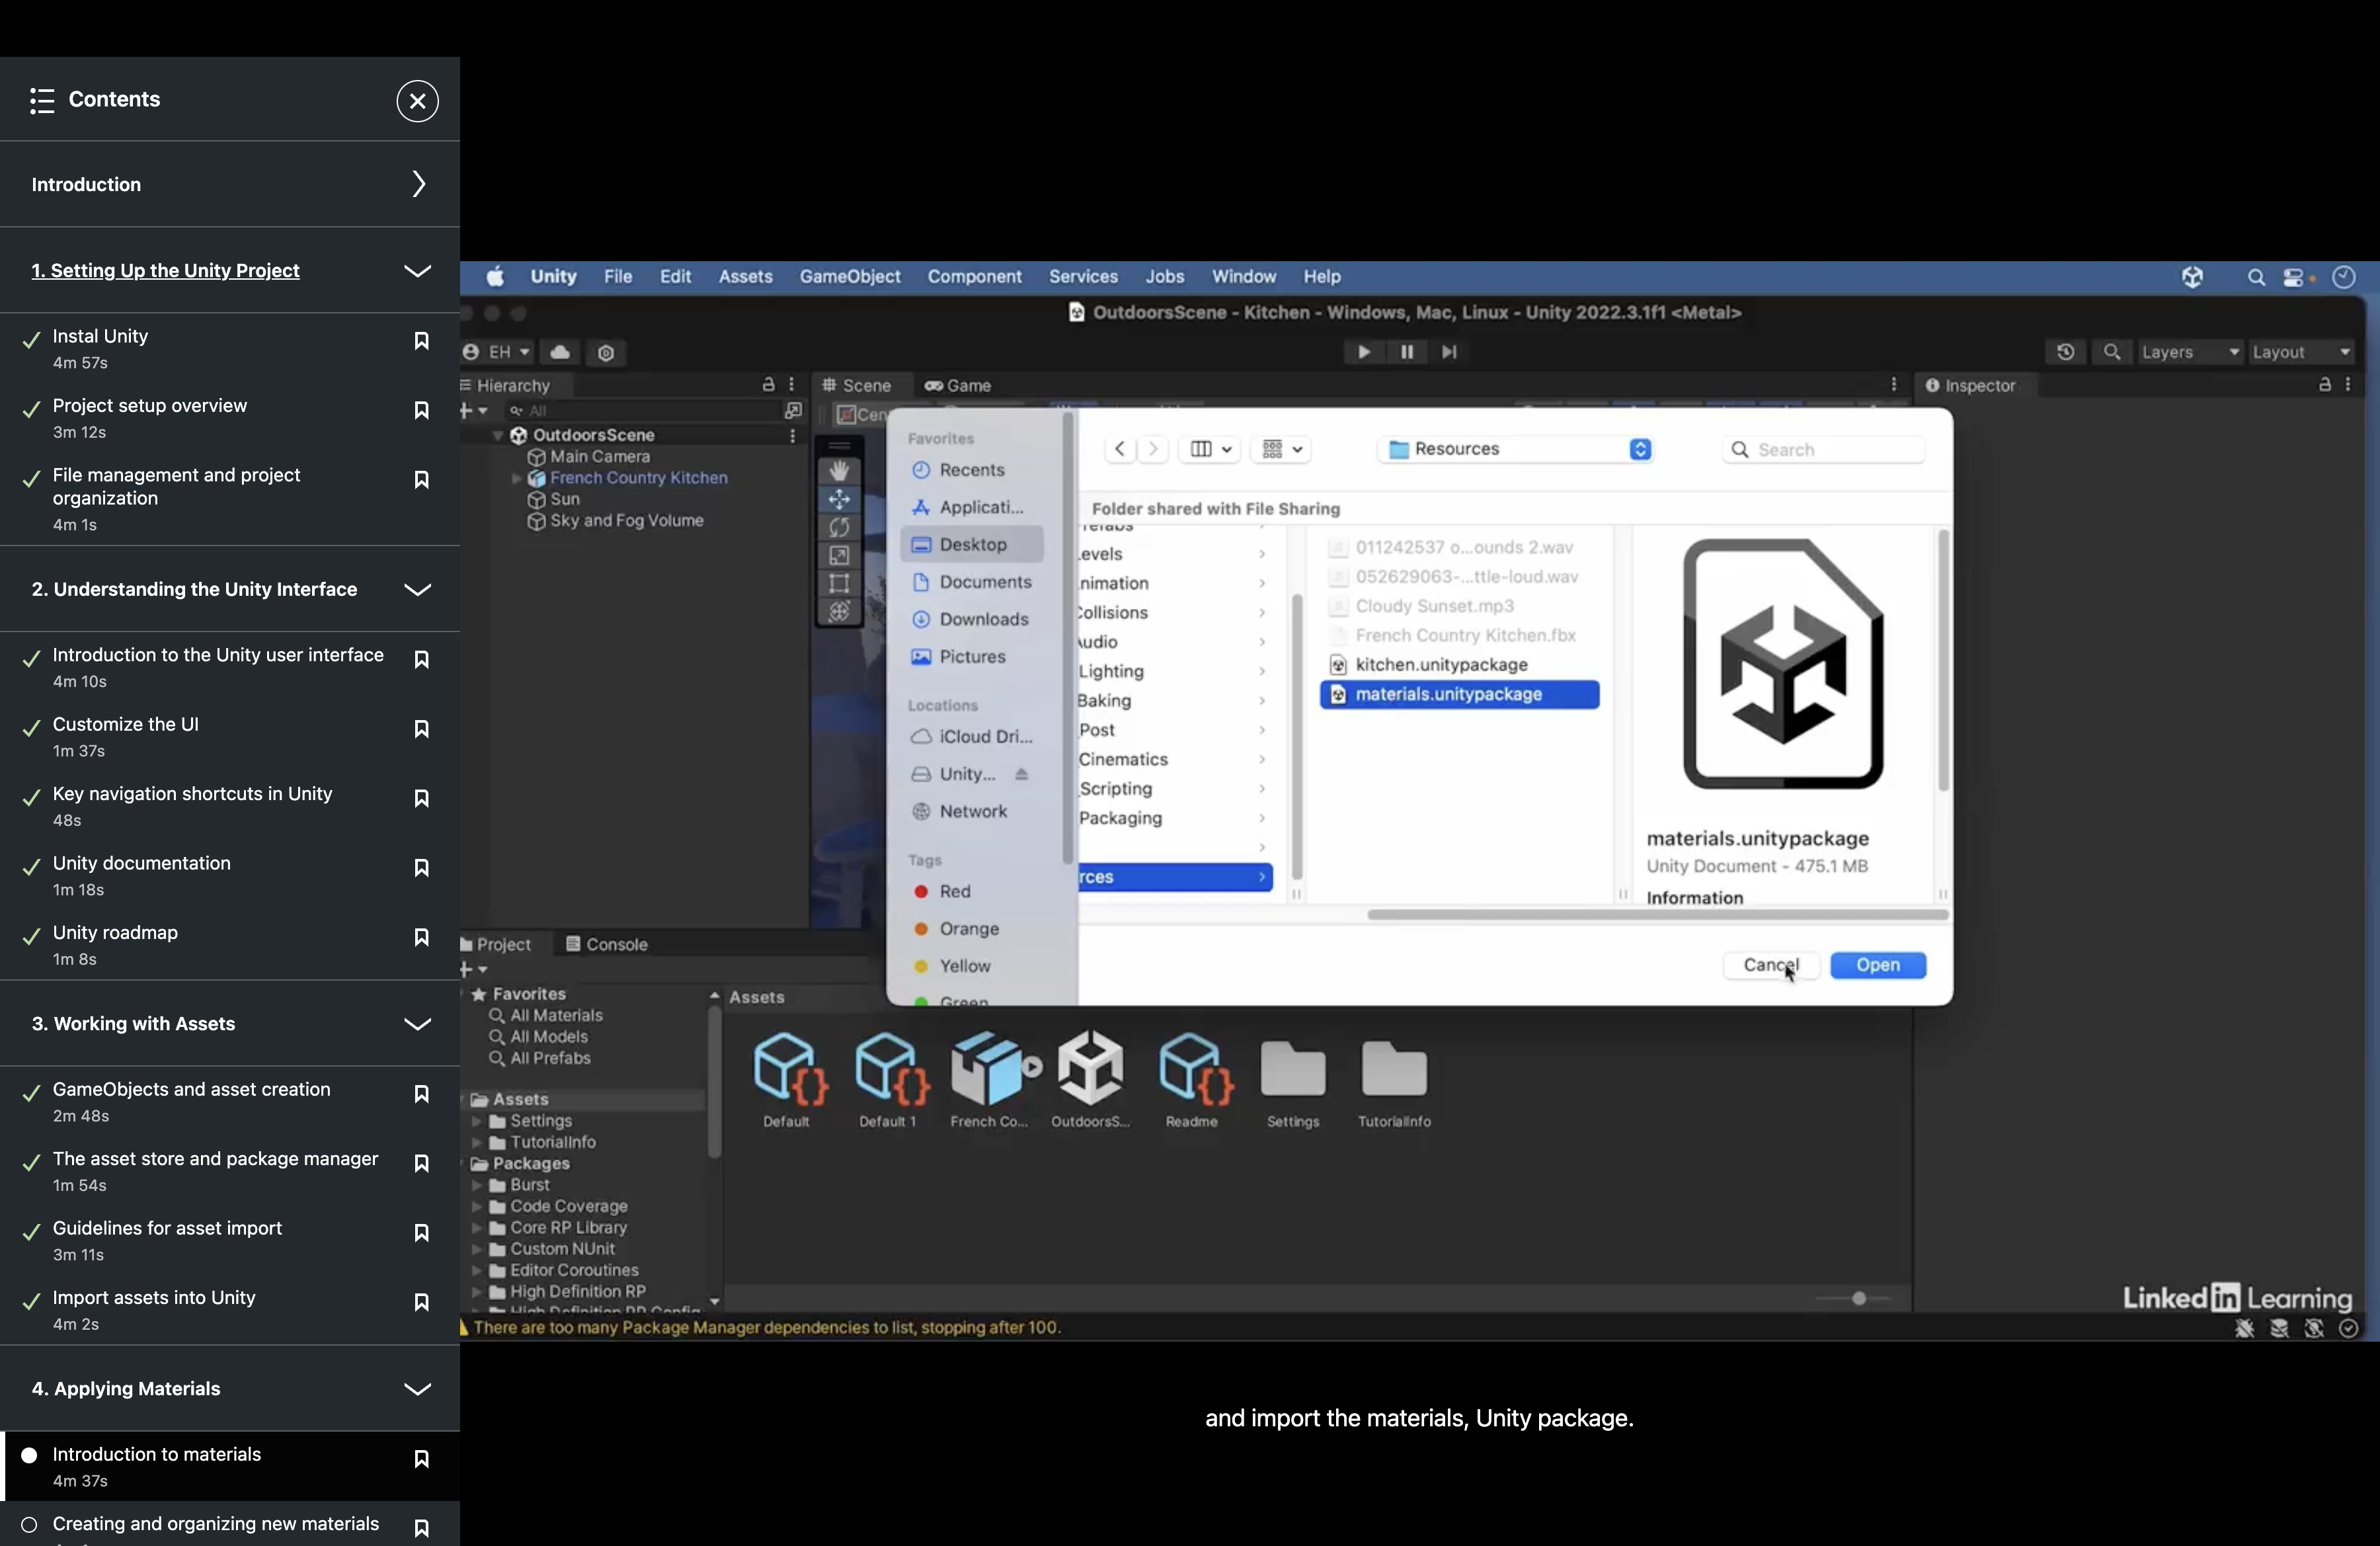 Contents
Introduction
1. Setting Up the Unity Project
Instal Unity
4m 57s
Project setup overview
3m 12s
File management and project
organization
4m 1s
2. Understanding the Unity Interface
Introduction to the Unity user interface
4m 10s
Customize the UI
1m 37s
Key navigation shortcuts in Unity
48s
Unity documentation
1m 18s
Unity roadmap
1m 8s
3. Working with Assets
GameObjects and asset creation
2m 48s
The asset store and package manager
1m 54s
Guidelines for asset import
3m 11s
Import assets into Unity
4m 2s
4. Applying Materials
Introduction to materials
4m 37s
Creating and organizing new materials
Unity File Edit Assets GameObject Component Services Jobs Window Help
OutdoorsScene - Kitchen - Windows, Mac, Linux - Unity 2022.3.1f1 <Metal>
EH
Layers
Layout
Hierarchy
Scene
Game
Inspector
All
Cen
OutdoorsScene
Main Camera
French Country Kitchen
Sun
Sky and Fog Volume
Favorites
Recents
Applicati...
Desktop
Documents
Downloads
Pictures
Locations
iCloud Dri...
Unity...
Network
Tags
Red
Orange
Yellow
Green
Resources
Search
Folder shared with File Sharing
refabs
evels
nimation
ollisions
udio
Lighting
Baking
Post
Cinematics
Scripting
Packaging
rces
011242537 o...ounds 2.wav
052629063-...ttle-loud.wav
Cloudy Sunset.mp3
French Country Kitchen.fbx
kitchen.unitypackage
materials.unitypackage
materials.unitypackage
Unity Document - 475.1 MB
Information
Cancel
Open
Project
Console
Favorites
All Materials
All Models
All Prefabs
Assets
Settings
TutorialInfo
Packages
Burst
Code Coverage
Core RP Library
Custom NUnit
Editor Coroutines
High Definition RP
High Definition RP Config
Assets
Default
Default 1
French Co...
OutdoorsS...
Readme
Settings
TutorialInfo
There are too many Package Manager dependencies to list, stopping after 100.
Linked in Learning
and import the materials, Unity package.